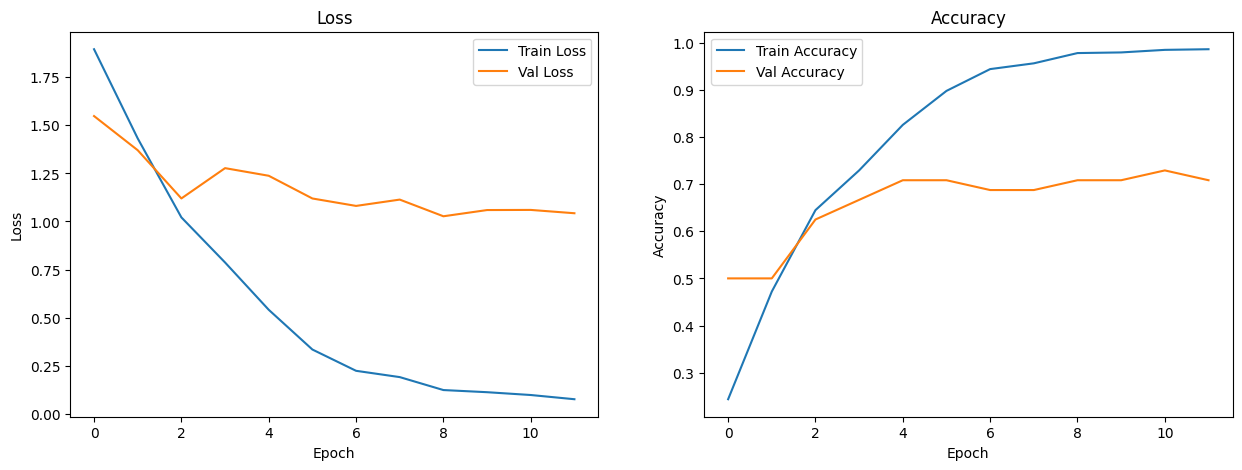 Loss
Train Loss
Val Loss
1.75
1.50
1.25
1.00
0.75
0.50
0.25
0.00
Loss
0 2 4 6 8 10
Epoch
Accuracy
Train Accuracy
Val Accuracy
1.0
0.9
0.8
0.7
0.6
0.5
0.4
0.3
Accuracy
0 2 4 6 8 10
Epoch